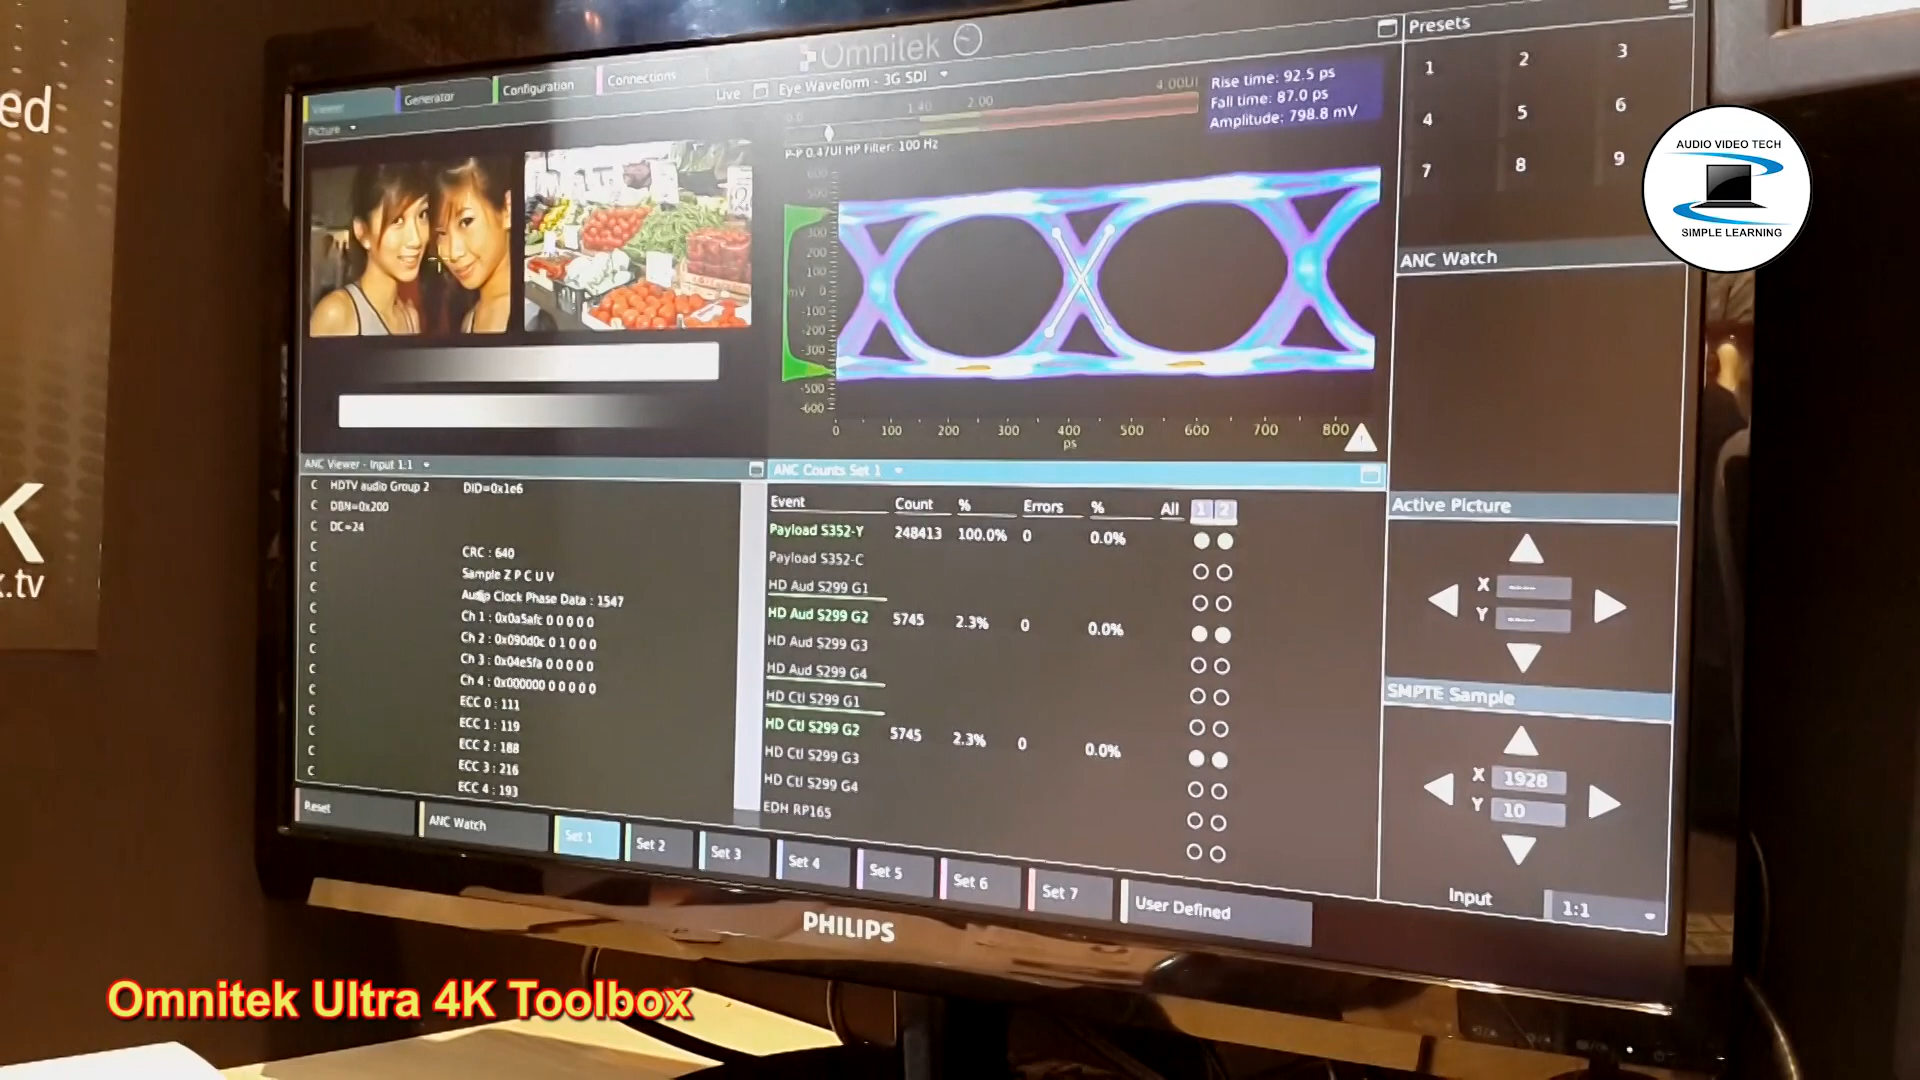 ed
K
x.tv
Omnitek
Viewer
Generator
Configuration
Connections
Picture
Live
Eye Waveform - 3G SDI
0.0
1.40
2.00
4.00UI
P-P 0.47UI HP Filter: 100 Hz
Rise time: 92.5 ps
Fall time: 87.0 ps
Amplitude: 798.8 mV
600
500
300
200
100
mV 0
-100
-200
-300
-500
-600
0 100 200 300 400 500 600 700 800
ps
Presets
1 2 3
4 5 6
7 8 9
AUDIO VIDEO TECH
SIMPLE LEARNING
ANC Watch
ANC Viewer - Input 1:1
C HDTV audio Group 2 DID=0x1e6
C DBN=0x200
C DC=24
C CRC : 640
C Sample Z P C U V
C Audio Clock Phase Data : 1547
C Ch 1 : 0x0a5afc 0 0 0 0 0
C Ch 2 : 0x090d0c 0 1 0 0 0
C Ch 3 : 0x04e5fa 0 0 0 0 0
C Ch 4 : 0x000000 0 0 0 0 0
C ECC 0 : 111
C ECC 1 : 119
C ECC 2 : 188
C ECC 3 : 216
C ECC 4 : 193
ANC Counts Set 1
Event Count % Errors % All 1 2
Payload S352-Y 248413 100.0% 0 0.0%
Payload S352-C
HD Aud S299 G1
HD Aud S299 G2 5745 2.3% 0 0.0%
HD Aud S299 G3
HD Aud S299 G4
HD Ctl S299 G1
HD Ctl S299 G2 5745 2.3% 0 0.0%
HD Ctl S299 G3
HD Ctl S299 G4
EDH RP165
Active Picture
X
Y
SMPTE Sample
X 1928
Y 10
Input 1:1
Reset
ANC Watch
Set 1
Set 2
Set 3
Set 4
Set 5
Set 6
Set 7
User Defined
PHILIPS
Omnitek Ultra 4K Toolbox